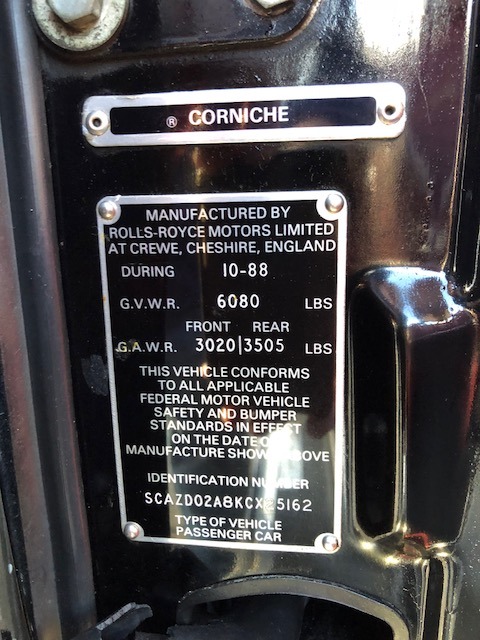 ® CORNICHE
MANUFACTURED BY
ROLLS-ROYCE MOTORS LIMITED
AT CREWE, CHESHIRE, ENGLAND
DURING 10-88
G.V.W.R. 6080 LBS
FRONT REAR
G.A.W.R. 3020|3505 LBS
THIS VEHICLE CONFORMS
TO ALL APPLICABLE
FEDERAL MOTOR VEHICLE
SAFETY AND BUMPER
STANDARDS IN EFFECT
ON THE DATE OF
MANUFACTURE SHOWN ABOVE
IDENTIFICATION NUMBER
TYPE OF VEHICLE
PASSENGER CAR